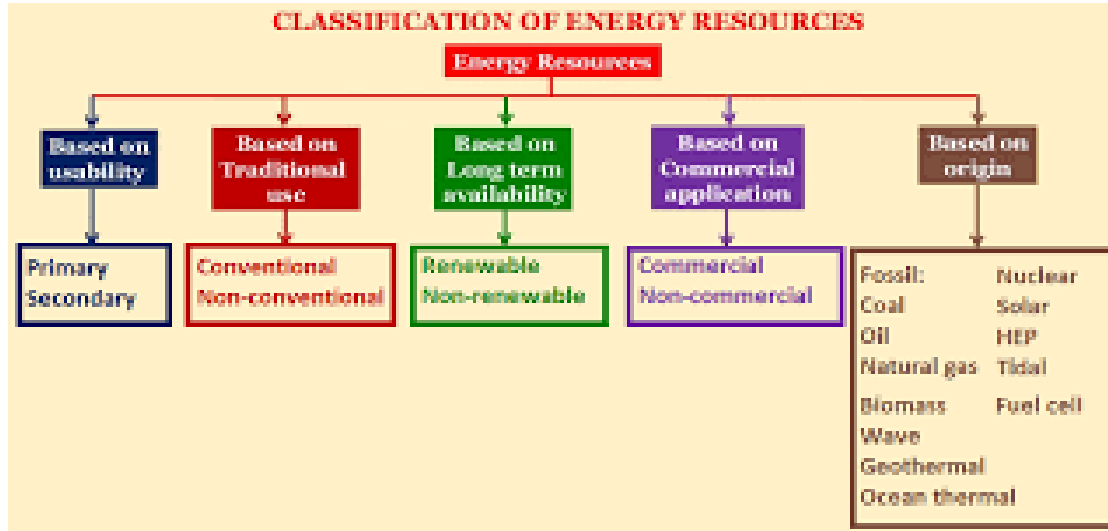 CLASSIFICATION OF ENERGY RESOURCES
Energy Resources
Based on
usability
Based on
Traditional
use
Based on
Long term
availability
Based on
Commercial
application
Based on
origin
Primary
Secondary
Conventional
Non-conventional
Renewable
Non-renewable
Commercial
Non-commercial
Fossil:
Coal
Oil
Natural gas
Biomass
Wave
Geothermal
Ocean thermal
Nuclear
Solar
HEP
Tidal
Fuel cell